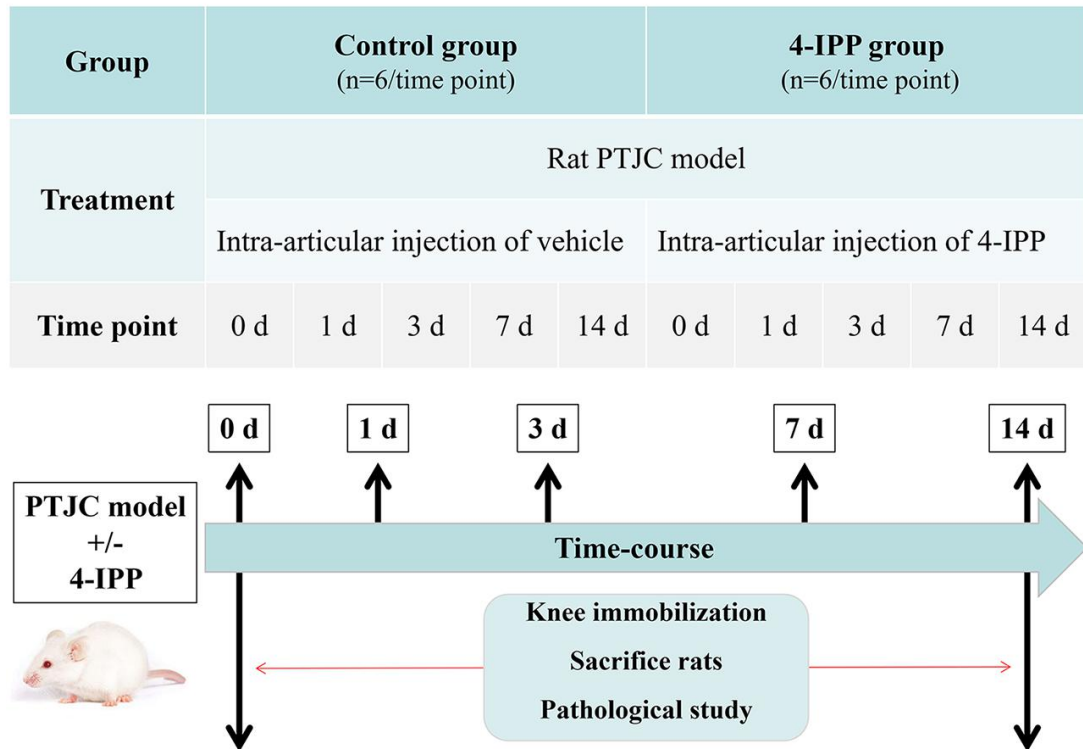 Group
Control group
(n=6/time point)
4-IPP group
(n=6/time point)
Treatment
Rat PTJC model
Intra-articular injection of vehicle
Intra-articular injection of 4-IPP
Time point
0 d
1 d
3 d
7 d
14 d
0 d
1 d
3 d
7 d
14 d
0 d
1 d
3 d
7 d
14 d
PTJC model
+/-
4-IPP
Time-course
Knee immobilization
Sacrifice rats
Pathological study